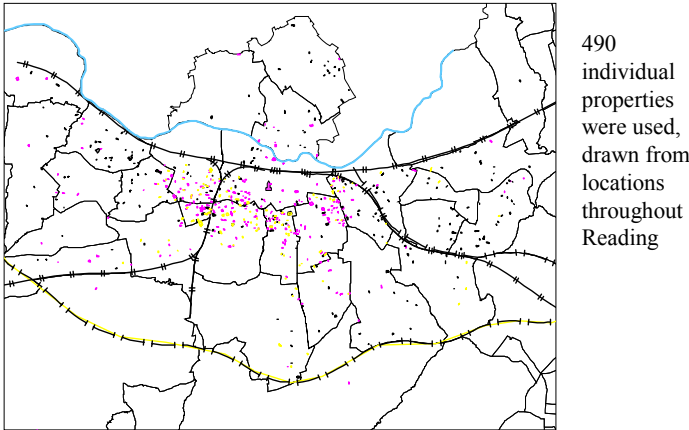 490
individual
properties
were used,
drawn from
locations
throughout
Reading